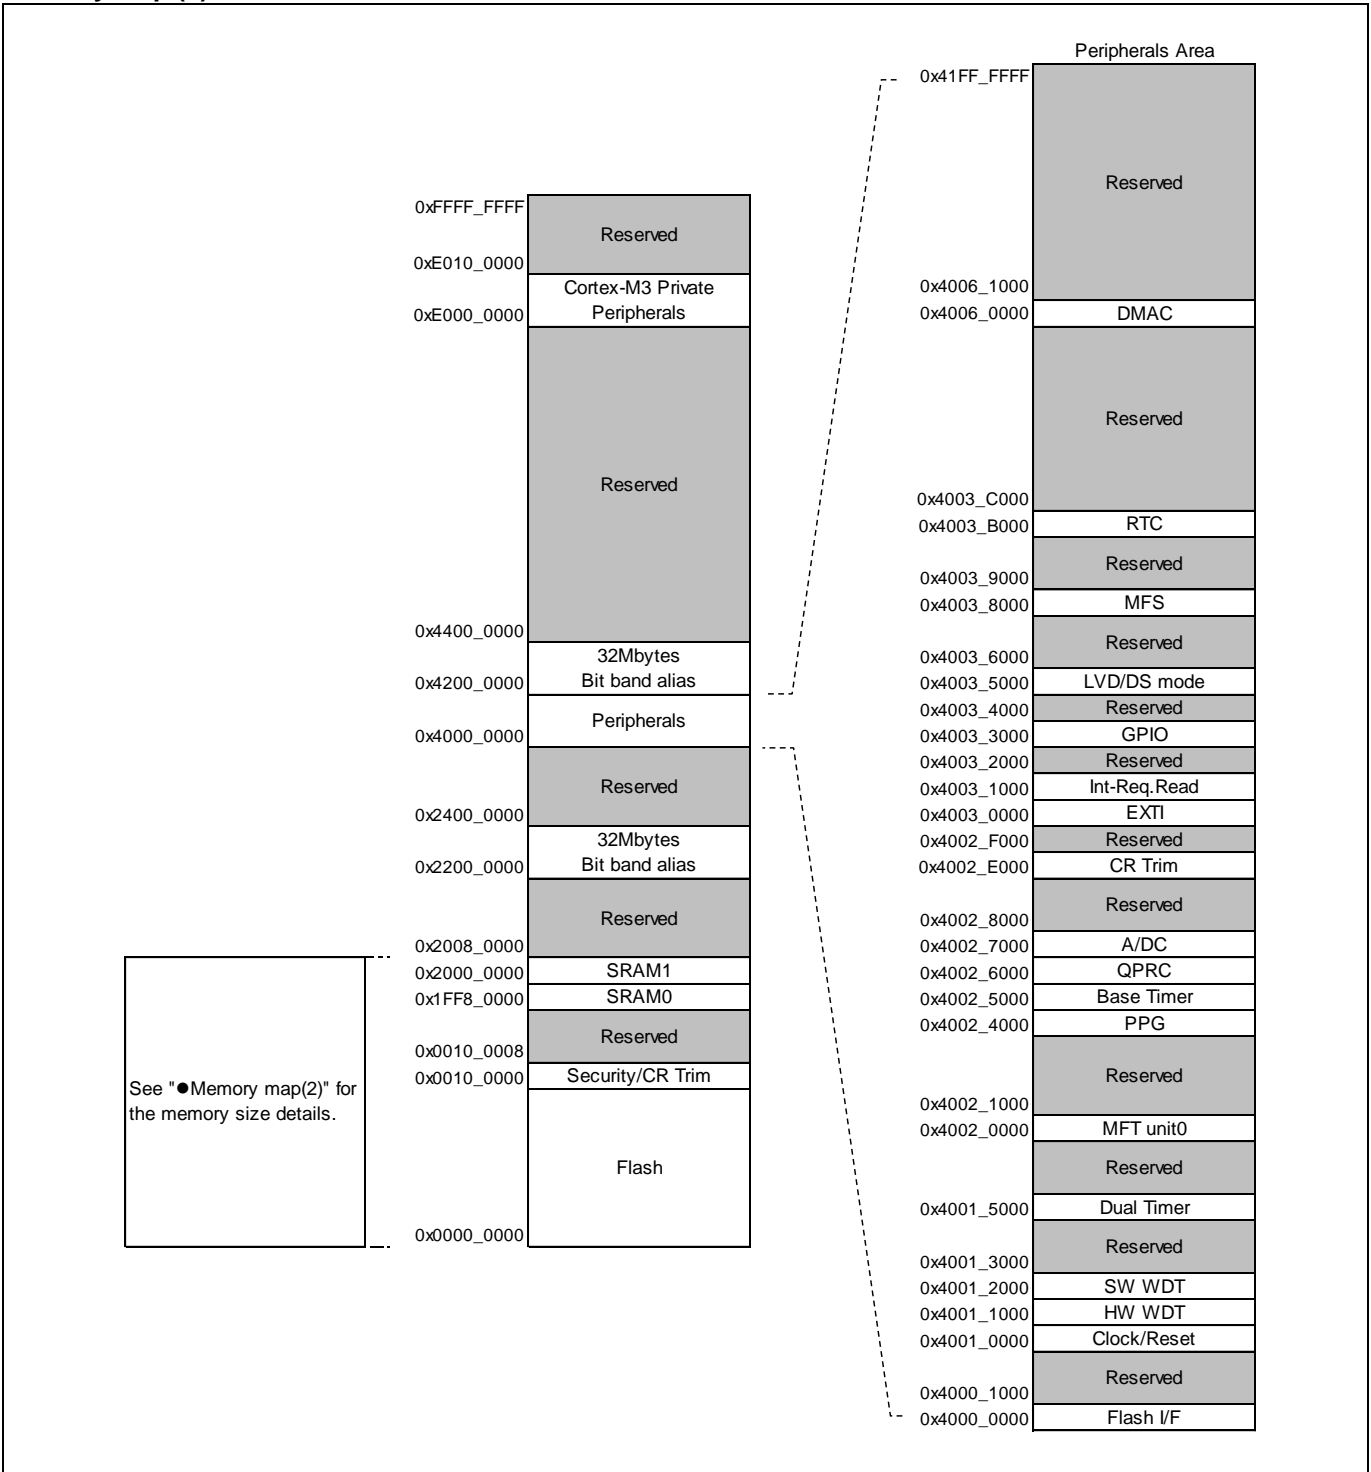 Peripherals Area
0x41FF_FFFF
Reserved
0x4006_1000
0x4006_0000 DMAC
Reserved
0x4003_C000
0x4003_B000 RTC
Reserved
0x4003_9000
0x4003_8000 MFS
Reserved
0x4003_6000
0x4003_5000 LVD/DS mode
0x4003_4000 Reserved
0x4003_3000 GPIO
0x4003_2000 Reserved
0x4003_1000 Int-Req.Read
0x4003_0000 EXTI
0x4002_F000 Reserved
0x4002_E000 CR Trim
Reserved
0x4002_8000
0x4002_7000 A/DC
0x4002_6000 QPRC
0x4002_5000 Base Timer
0x4002_4000 PPG
Reserved
0x4002_1000
0x4002_0000 MFT unit0
Reserved
0x4001_5000 Dual Timer
Reserved
0x4001_3000
0x4001_2000 SW WDT
0x4001_1000 HW WDT
0x4001_0000 Clock/Reset
Reserved
0x4000_1000
0x4000_0000 Flash I/F
0xFFFF_FFFF
Reserved
0xE010_0000
Cortex-M3 Private
0xE000_0000 Peripherals
Reserved
0x4400_0000
32Mbytes
0x4200_0000 Bit band alias
Peripherals
0x4000_0000
Reserved
0x2400_0000
32Mbytes
0x2200_0000 Bit band alias
Reserved
0x2008_0000
0x2000_0000 SRAM1
0x1FF8_0000 SRAM0
Reserved
0x0010_0008
0x0010_0000 Security/CR Trim
Flash
0x0000_0000
See "●Memory map(2)" for
the memory size details.